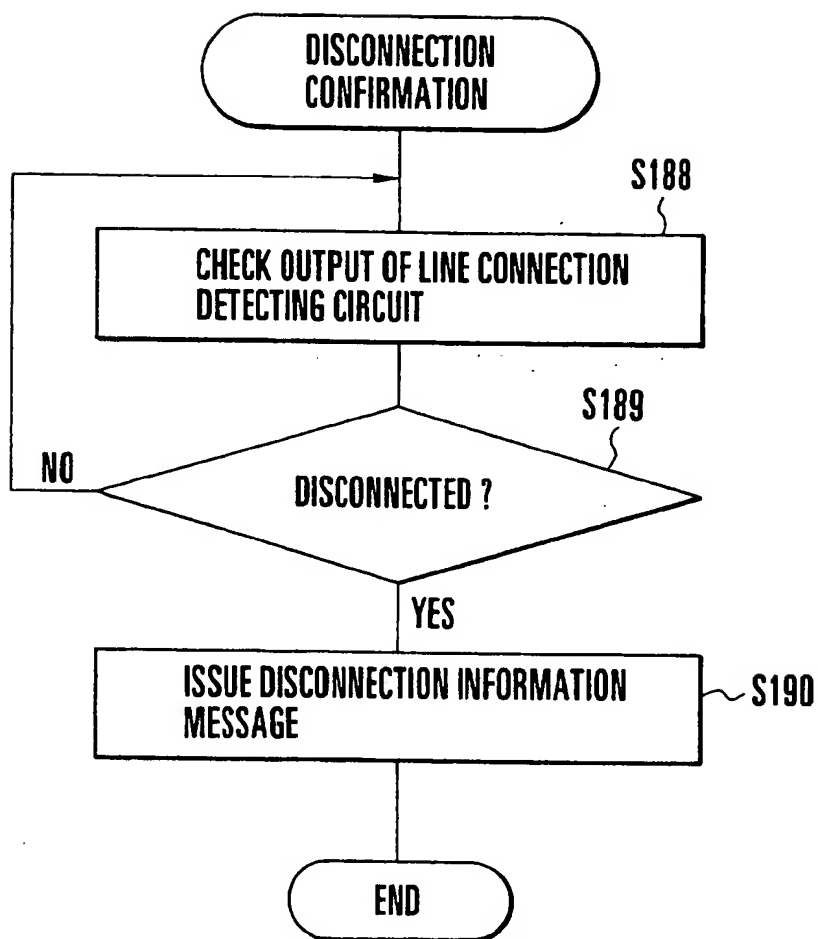 DISCONNECTION
CONFIRMATION
S188
CHECK OUTPUT OF LINE CONNECTION
DETECTING CIRCUIT
S189
NO
DISCONNECTED ?
YES
ISSUE DISCONNECTION INFORMATION
MESSAGE
S190
END